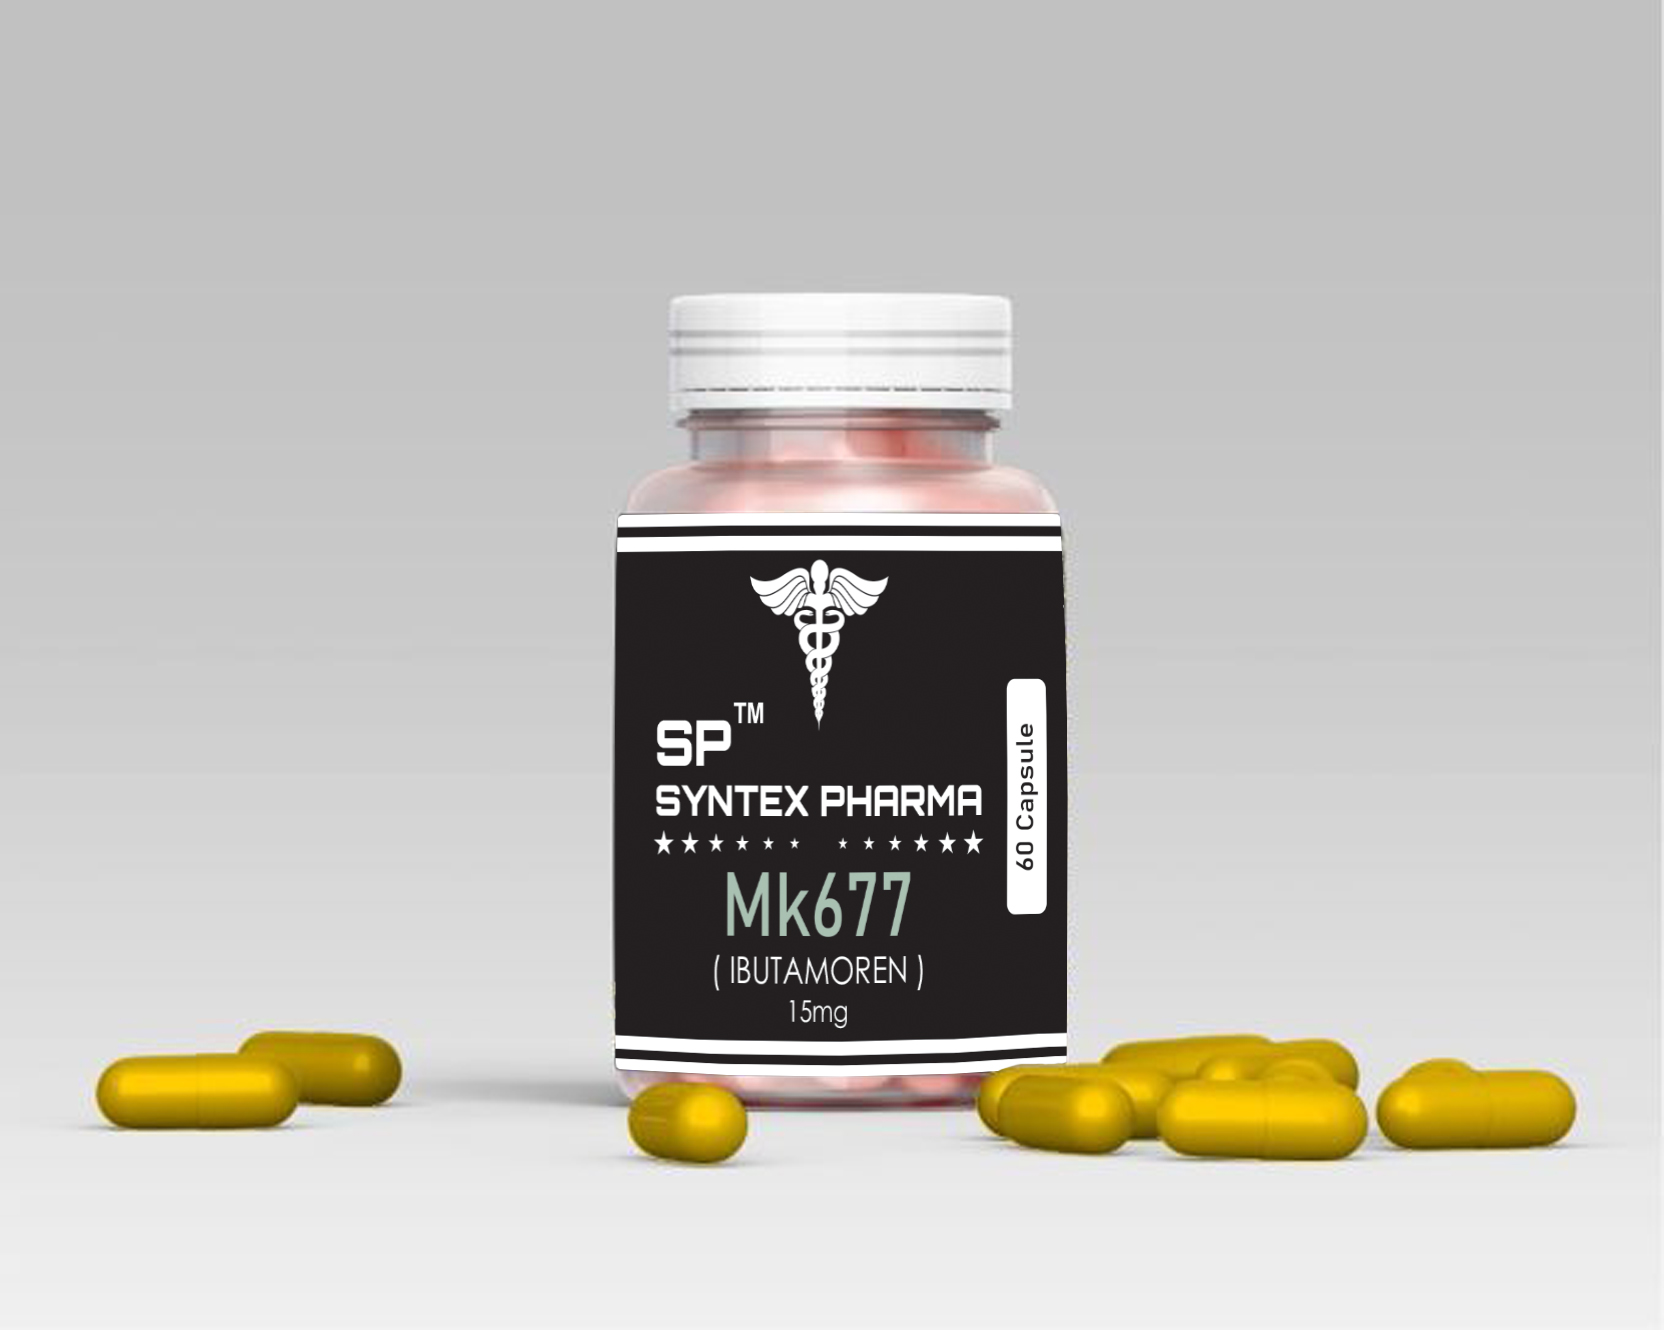 SP™
SYNTEX PHARMA
Mk677
( IBUTAMOREN )
15mg
60 Capsule